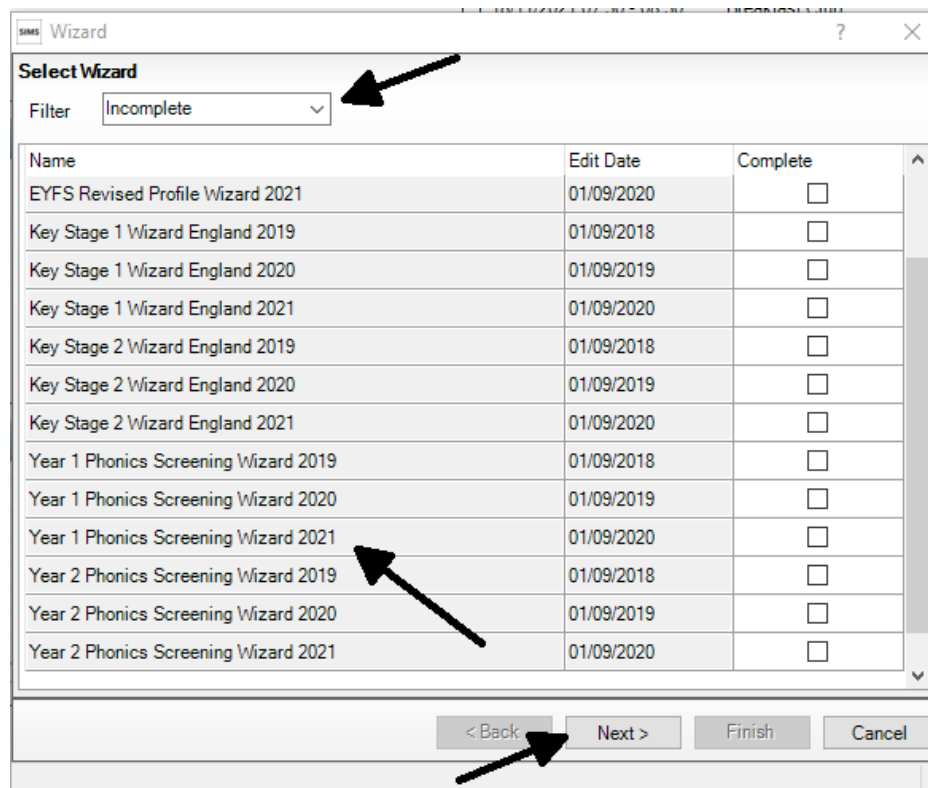 SIMS Wizard ?
Select Wizard
Filter Incomplete
Name Edit Date Complete
EYFS Revised Profile Wizard 2021 01/09/2020
Key Stage 1 Wizard England 2019 01/09/2018
Key Stage 1 Wizard England 2020 01/09/2019
Key Stage 1 Wizard England 2021 01/09/2020
Key Stage 2 Wizard England 2019 01/09/2018
Key Stage 2 Wizard England 2020 01/09/2019
Key Stage 2 Wizard England 2021 01/09/2020
Year 1 Phonics Screening Wizard 2019 01/09/2018
Year 1 Phonics Screening Wizard 2020 01/09/2019
Year 1 Phonics Screening Wizard 2021 01/09/2020
Year 2 Phonics Screening Wizard 2019 01/09/2018
Year 2 Phonics Screening Wizard 2020 01/09/2019
Year 2 Phonics Screening Wizard 2021 01/09/2020
< Back Next > Finish Cancel